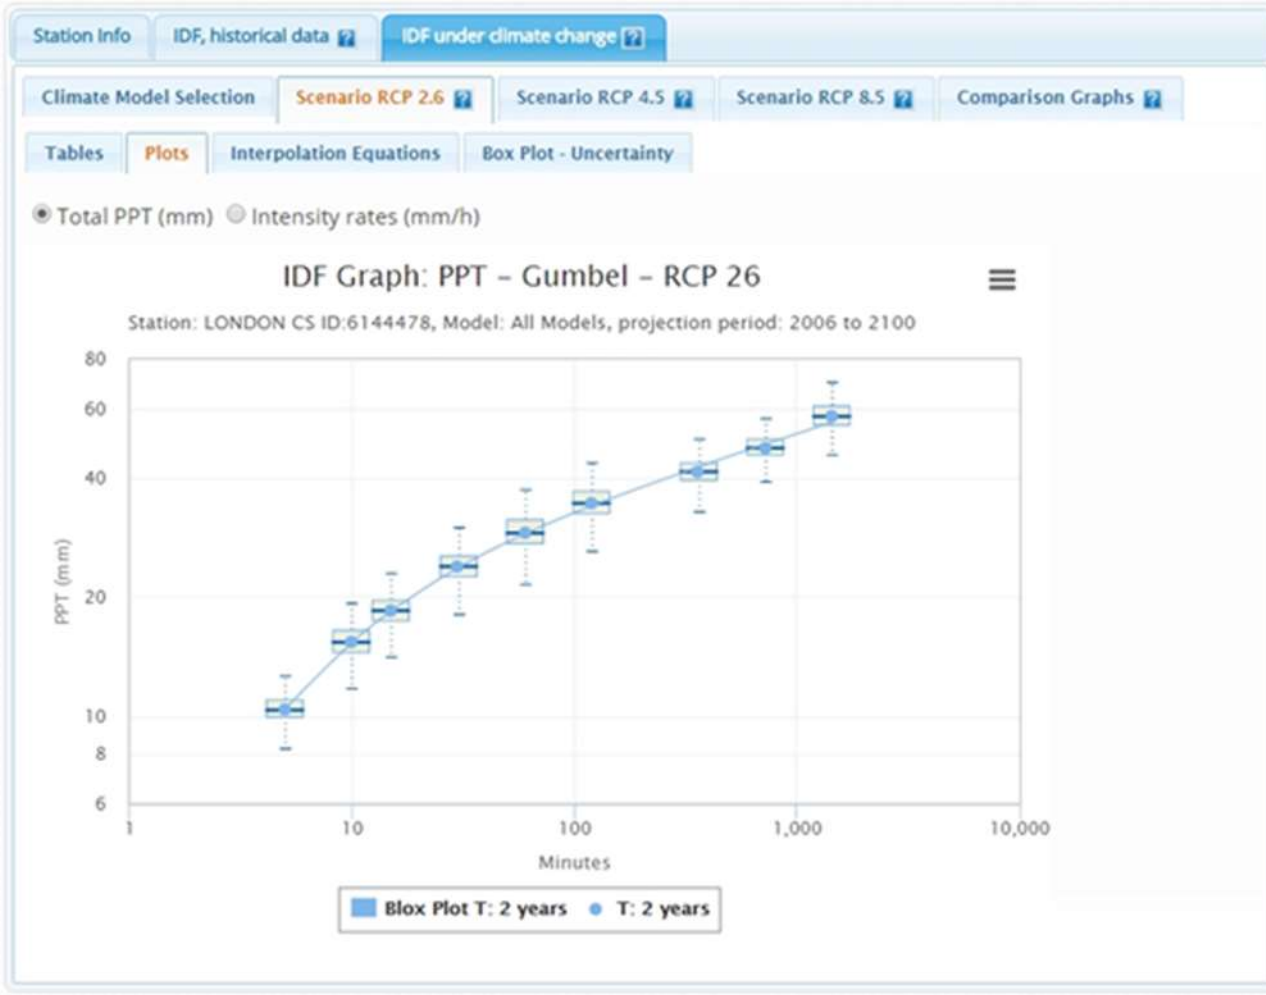 Station Info IDF, historical data ? IDF under climate change ?
Climate Model Selection Scenario RCP 2.6 ? Scenario RCP 4.5 ? Scenario RCP 8.5 ? Comparison Graphs ?
Tables Plots Interpolation Equations Box Plot - Uncertainty
Total PPT (mm) Intensity rates (mm/h)
IDF Graph: PPT – Gumbel – RCP 26
Station: LONDON CS ID:6144478, Model: All Models, projection period: 2006 to 2100
80
60
40
20
10
8
6
PPT (mm)
1 10 100 1,000 10,000
Minutes
Blox Plot T: 2 years T: 2 years